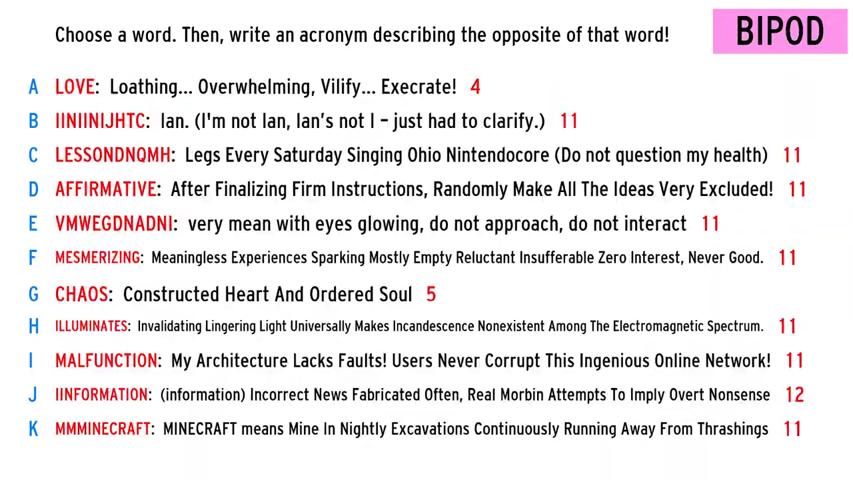 Choose a word. Then, write an acronym describing the opposite of that word!
BIPOD
A LOVE: Loathing... Overwhelming, Vilify... Execrate! 4
B IINIINIJHTC: Ian. (I'm not Ian, Ian's not I – just had to clarify.) 11
C LESSONDNQMH: Legs Every Saturday Singing Ohio Nintendocore (Do not question my health) 11
D AFFIRMATIVE: After Finalizing Firm Instructions, Randomly Make All The Ideas Very Excluded! 11
E VMWEGDNADNI: very mean with eyes glowing, do not approach, do not interact 11
F MESMERIZING: Meaningless Experiences Sparking Mostly Empty Reluctant Insufferable Zero Interest, Never Good. 11
G CHAOS: Constructed Heart And Ordered Soul 5
H ILLUMINATES: Invalidating Lingering Light Universally Makes Incandescence Nonexistent Among The Electromagnetic Spectrum. 11
I MALFUNCTION: My Architecture Lacks Faults! Users Never Corrupt This Ingenious Online Network! 11
J IINFORMATION: (information) Incorrect News Fabricated Often, Real Morbin Attempts To Imply Overt Nonsense 12
K MMMINECRAFT: MINECRAFT means Mine In Nightly Excavations Continuously Running Away From Thrashings 11